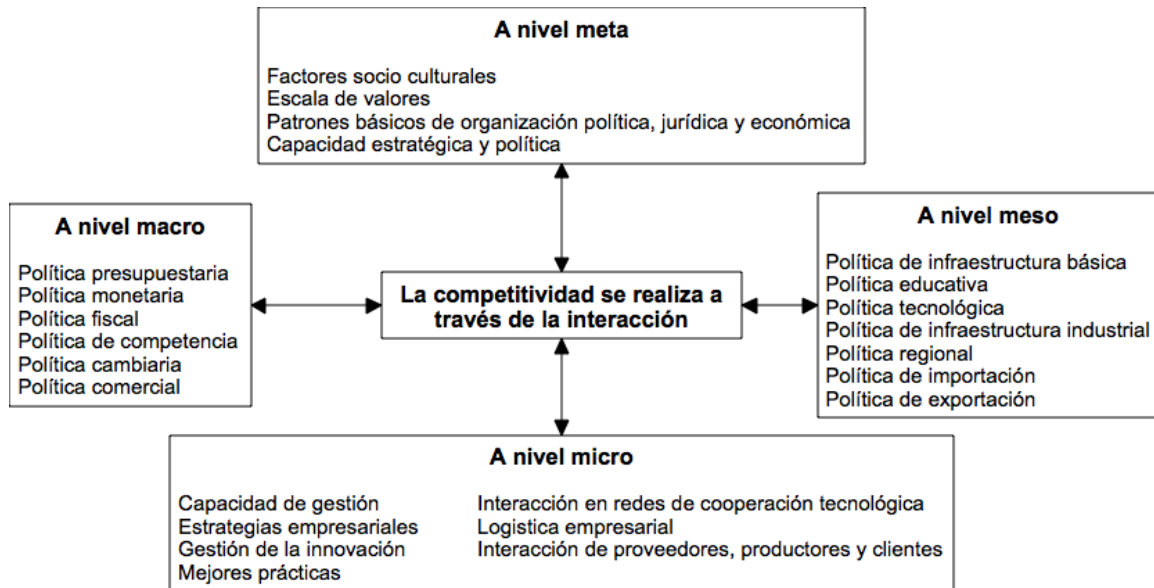 A nivel meta
Factores socio culturales
Escala de valores
Patrones básicos de organización política, jurídica y económica
Capacidad estratégica y política
A nivel macro
Política presupuestaria
Política monetaria
Política fiscal
Política de competencia
Política cambiaria
Política comercial
La competitividad se realiza a
través de la interacción
A nivel meso
Política de infraestructura básica
Política educativa
Política tecnológica
Política de infraestructura industrial
Política regional
Política de importación
Política de exportación
A nivel micro
Capacidad de gestión
Estrategias empresariales
Gestión de la innovación
Mejores prácticas
Interacción en redes de cooperación tecnológica
Logistica empresarial
Interacción de proveedores, productores y clientes